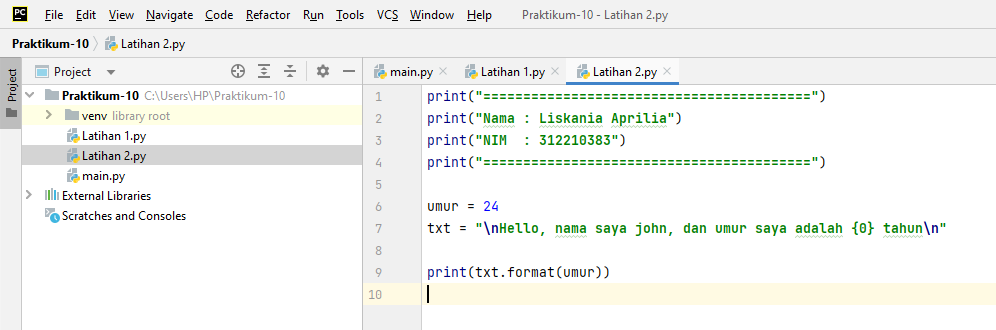 PC File Edit View Navigate Code Refactor Run Tools VCS Window Help Praktikum-10 - Latihan 2.py
Praktikum-10 Latihan 2.py
Project
Project
Praktikum-10 C:\Users\HP\Praktikum-10
venv library root
Latihan 1.py
Latihan 2.py
main.py
External Libraries
Scratches and Consoles
main.py Latihan 1.py Latihan 2.py
1 print("=========================================")
2 print("Nama : Liskania Aprilia")
3 print("NIM  : 312210383")
4 print("=========================================")
5
6 umur = 24
7 txt = "\nHello, nama saya john, dan umur saya adalah {0} tahun\n"
8
9 print(txt.format(umur))
10